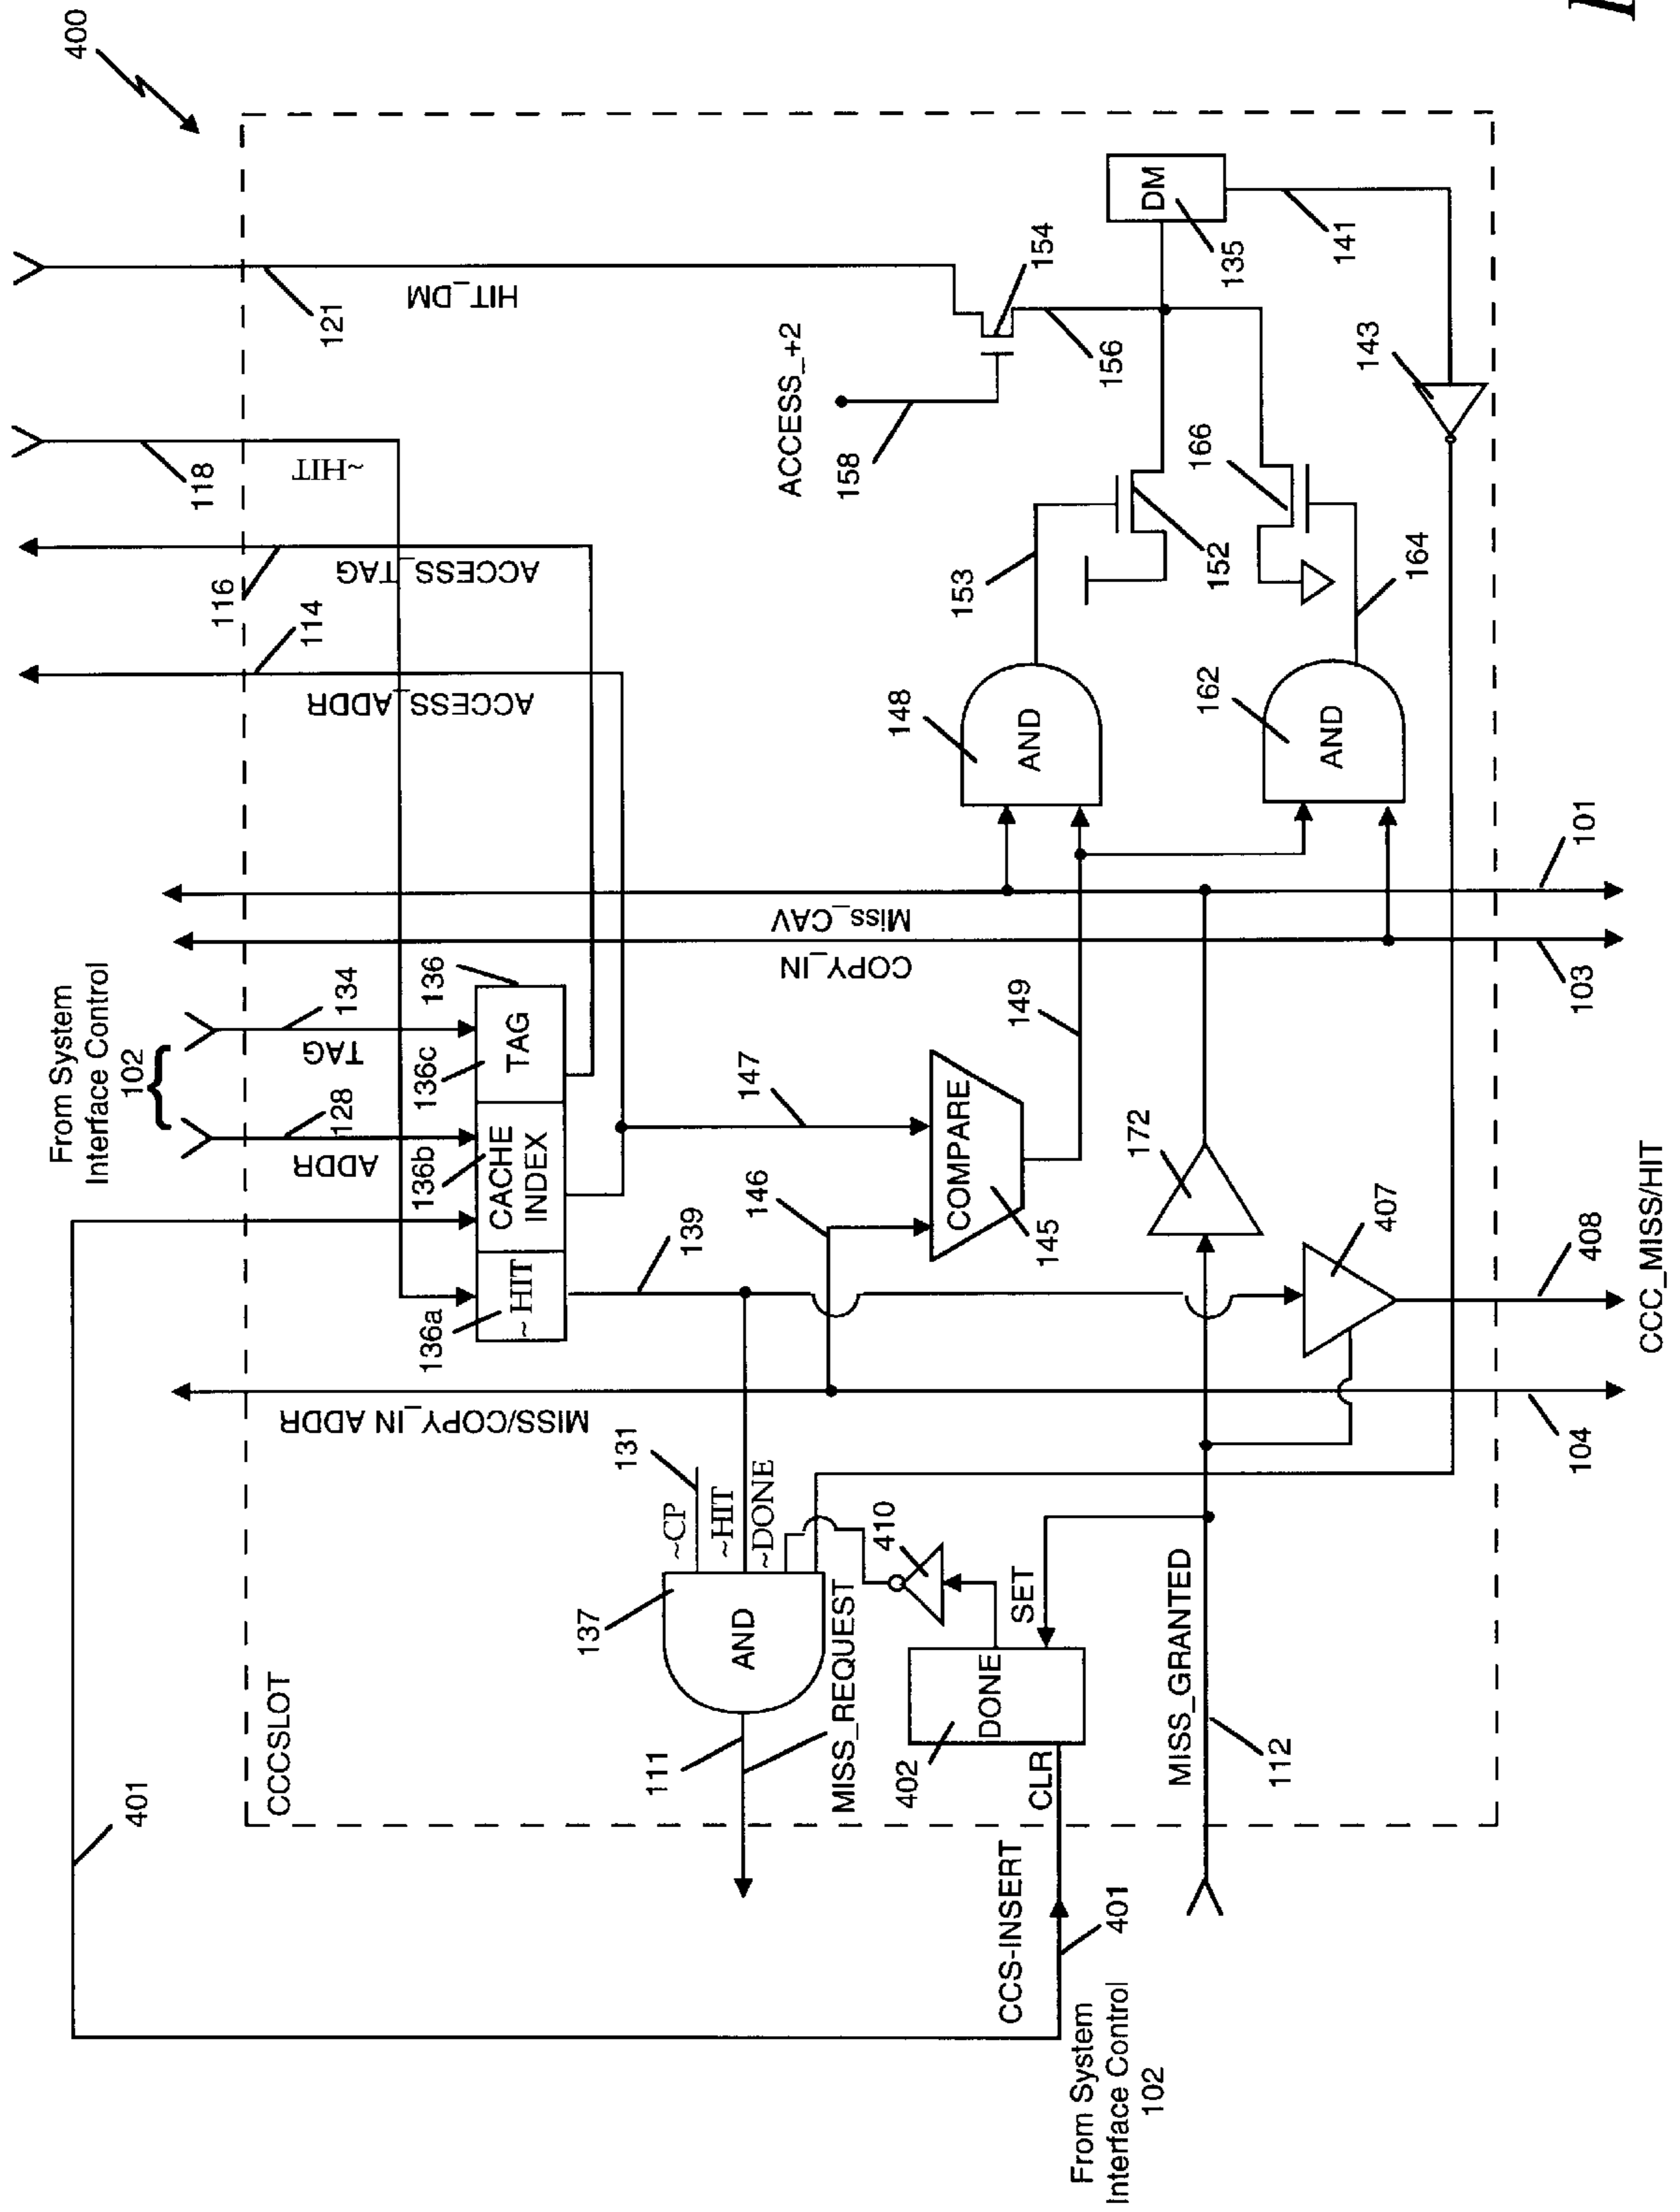 400
From System
Interface Control
102
401
128
134
ADDR
TAG
136
136a
136b
136c
~ HIT
CACHE
INDEX
TAG
114
116
118
121
ACCESS_ADDR
ACCESS_TAG
~HIT
HIT_DM
CCCSLOT
MISS/COPY_IN ADDR
COPY_IN
Miss_CAV
139
131
~CP
~HIT
~DONE
137
AND
111
MISS_REQUEST
410
402
DONE
SET
CLR
CCS-INSERT
401
From System
Interface Control
102
MISS_GRANTED
112
146
147
COMPARE
145
149
172
407
148
AND
153
152
162
AND
164
166
ACCESS_+2
158
154
156
DM
135
141
143
104
408
CCC_MISS/HIT
103
101